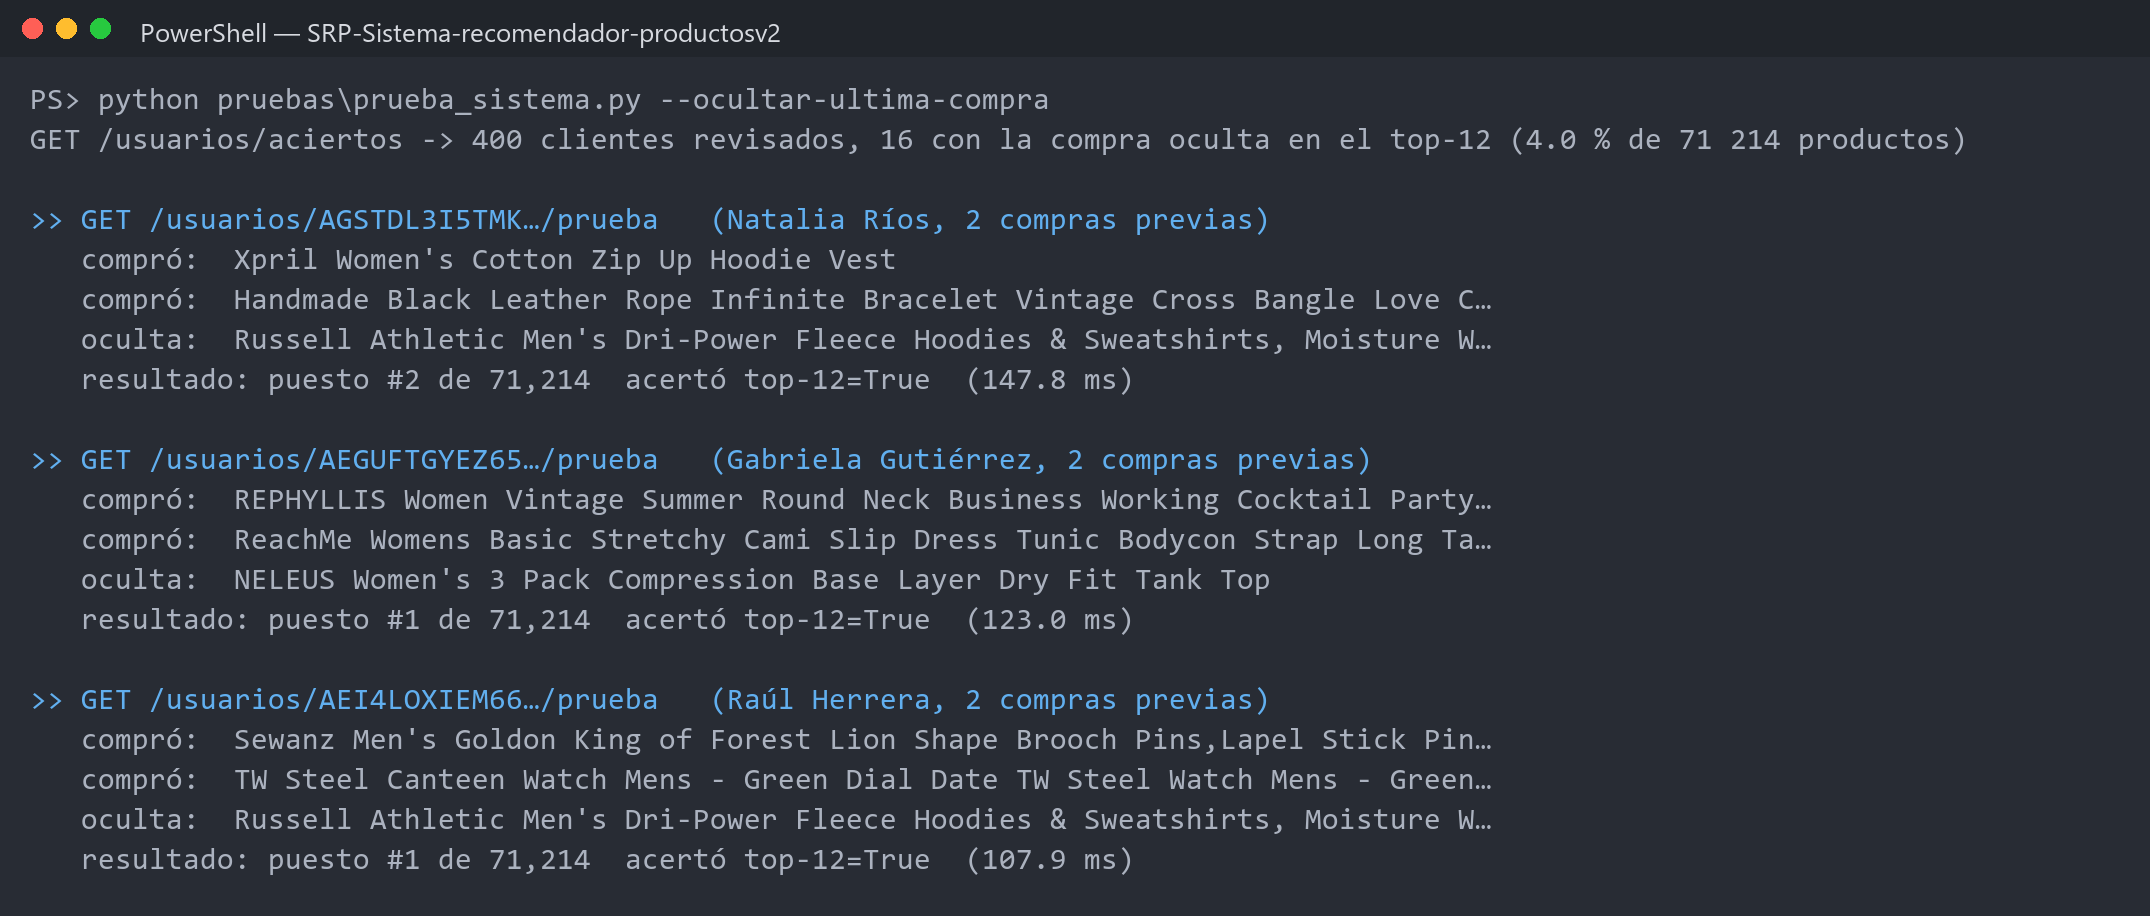 PowerShell — SRP-Sistema-recomendador-productosv2
PS> python pruebas\prueba_sistema.py --ocultar-ultima-compra
GET /usuarios/aciertos -> 400 clientes revisados, 16 con la compra oculta en el top-12 (4.0 % de 71 214 productos)
>> GET /usuarios/AGSTDL3I5TMK…/prueba   (Natalia Ríos, 2 compras previas)
compró:  Xpril Women's Cotton Zip Up Hoodie Vest
compró:  Handmade Black Leather Rope Infinite Bracelet Vintage Cross Bangle Love C…
oculta:  Russell Athletic Men's Dri-Power Fleece Hoodies & Sweatshirts, Moisture W…
resultado: puesto #2 de 71,214  acertó top-12=True  (147.8 ms)
>> GET /usuarios/AEGUFTGYEZ65…/prueba   (Gabriela Gutiérrez, 2 compras previas)
compró:  REPHYLLIS Women Vintage Summer Round Neck Business Working Cocktail Party…
compró:  ReachMe Womens Basic Stretchy Cami Slip Dress Tunic Bodycon Strap Long Ta…
oculta:  NELEUS Women's 3 Pack Compression Base Layer Dry Fit Tank Top
resultado: puesto #1 de 71,214  acertó top-12=True  (123.0 ms)
>> GET /usuarios/AEI4LOXIEM66…/prueba   (Raúl Herrera, 2 compras previas)
compró:  Sewanz Men's Goldon King of Forest Lion Shape Brooch Pins,Lapel Stick Pin…
compró:  TW Steel Canteen Watch Mens - Green Dial Date TW Steel Watch Mens - Green…
oculta:  Russell Athletic Men's Dri-Power Fleece Hoodies & Sweatshirts, Moisture W…
resultado: puesto #1 de 71,214  acertó top-12=True  (107.9 ms)